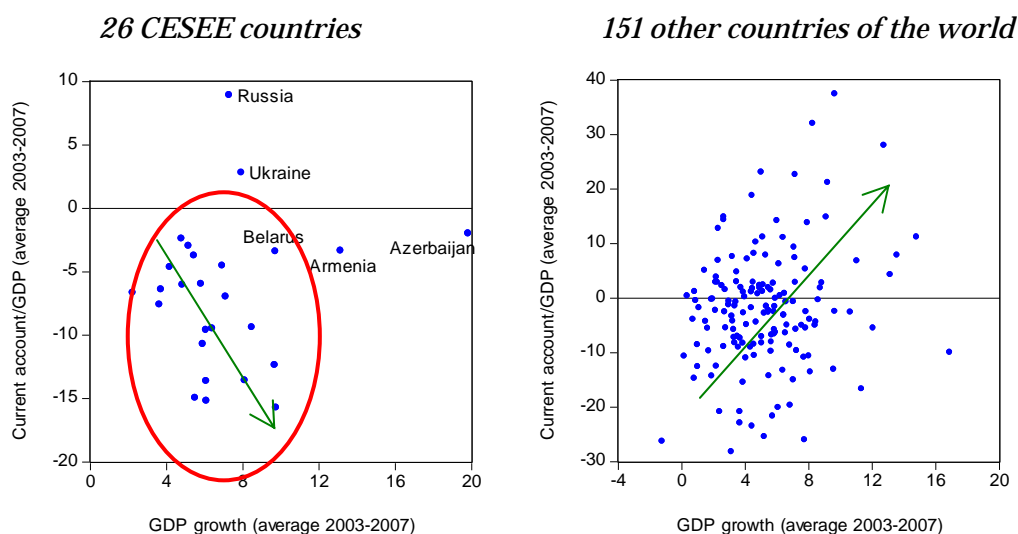 26 CESEE countries
151 other countries of the world
Current account/GDP (average 2003-2007)
10
5
0
-5
-10
-15
-20
Russia
Ukraine
Belarus
Armenia
Azerbaijan
0
4
8
12
16
20
GDP growth (average 2003-2007)
Current account/GDP (average 2003-2007)
40
30
20
10
0
-10
-20
-30
-4
0
4
8
12
16
20
GDP growth (average 2003-2007)